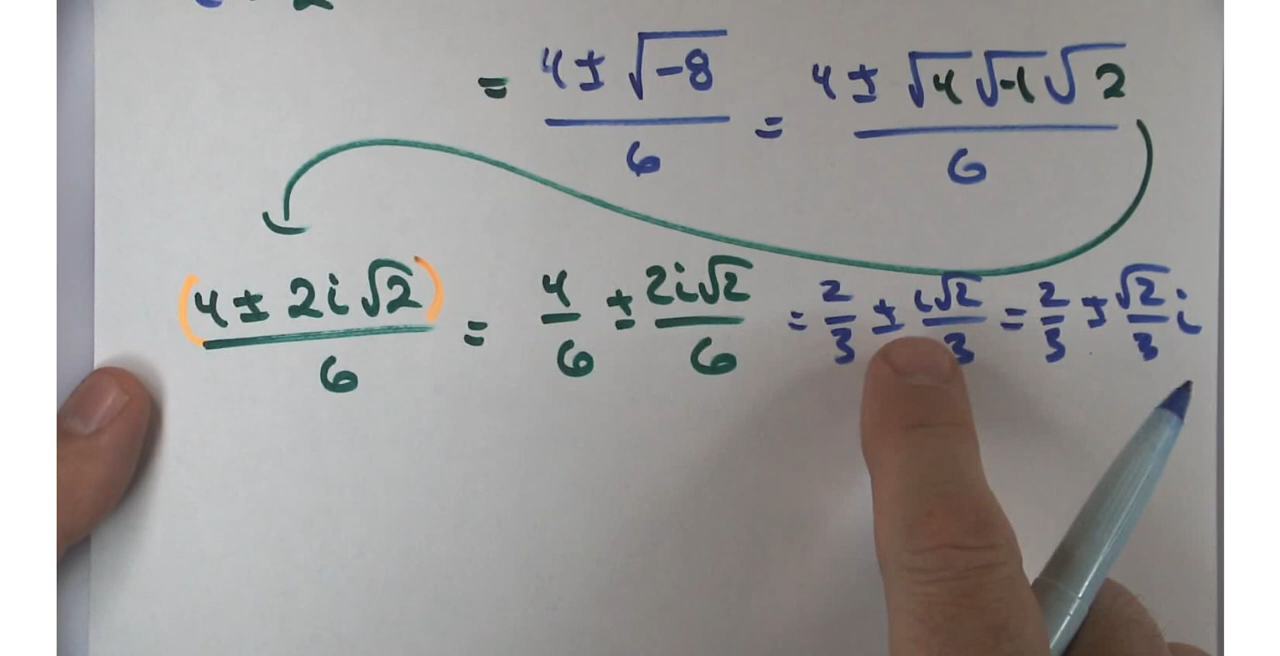 = (4 ± √-8)/6 = (4 ± √4 √-1 √2)/6
(4 ± 2i√2)/6 = 4/6 ± 2i√2/6 = 2/3 ± i√2/3 = 2/3 ± √2/3 i